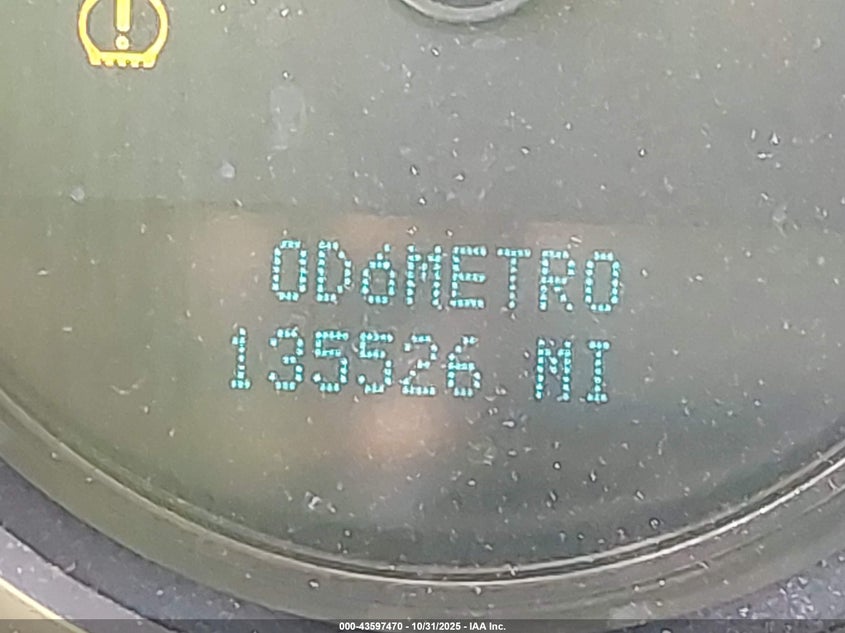 ODóMETRO
135526 MI
000-43597470 - 10/31/2025 - IAA Inc.